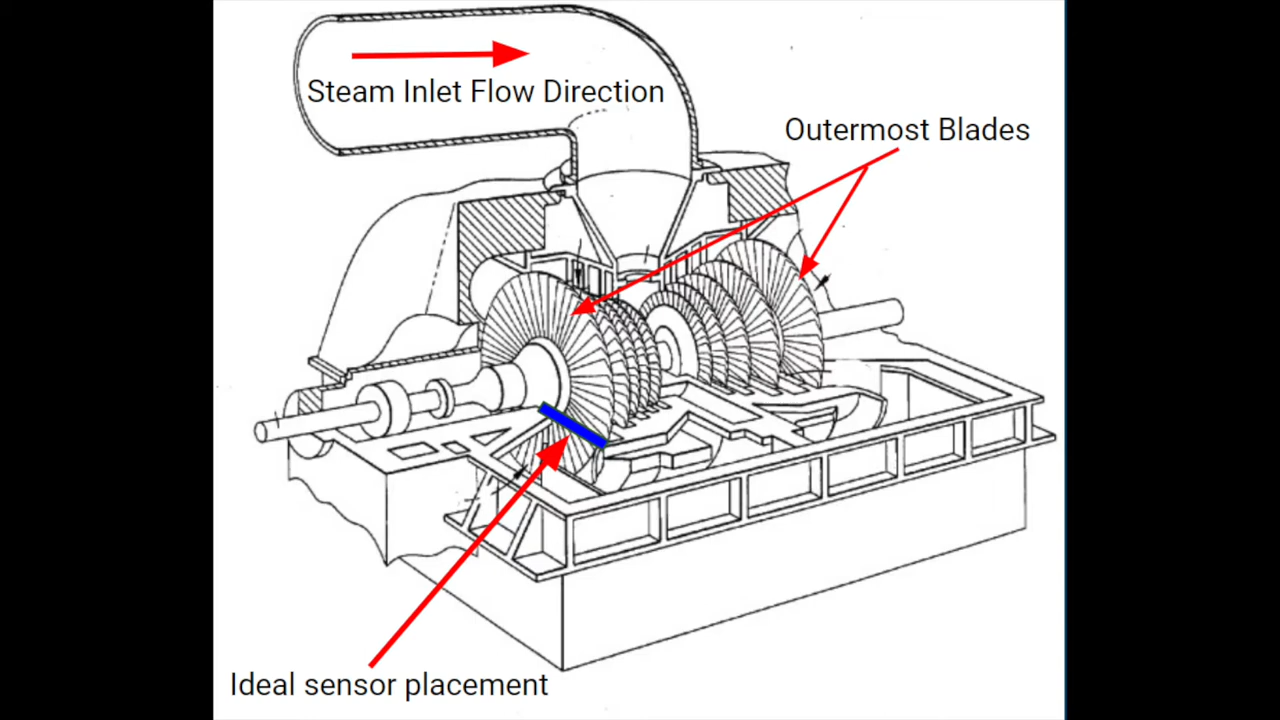 Steam Inlet Flow Direction
Outermost Blades
Ideal sensor placement